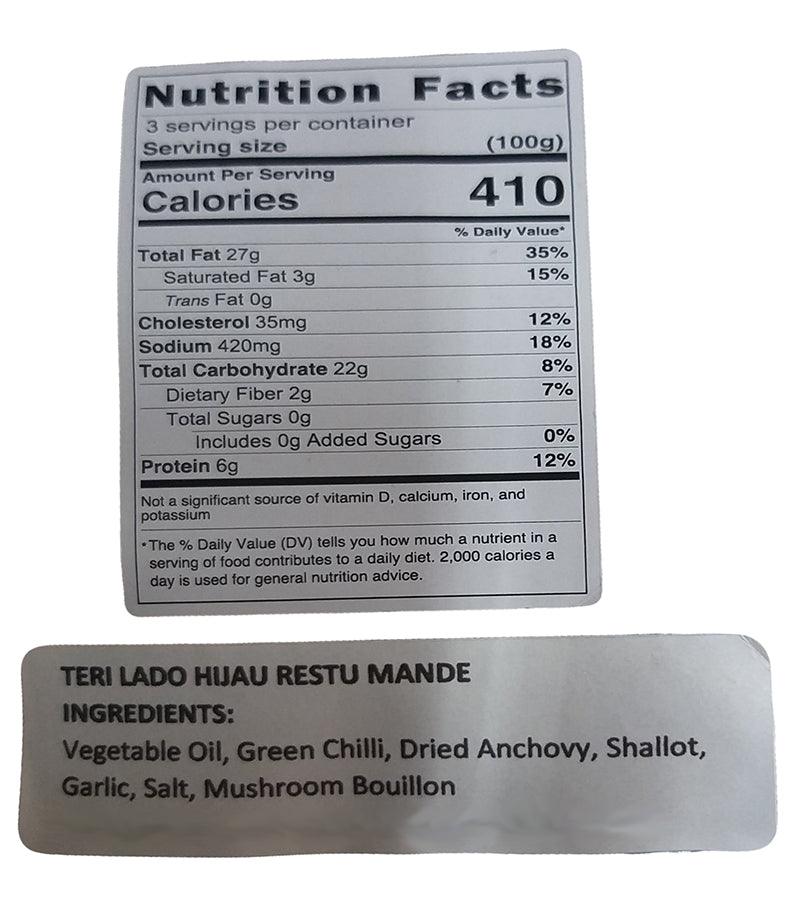 Nutrition Facts
3 servings per container
Serving size (100g)
Amount Per Serving
Calories 410
% Daily Value*
Total Fat 27g 35%
Saturated Fat 3g 15%
Trans Fat 0g
Cholesterol 35mg 12%
Sodium 420mg 18%
Total Carbohydrate 22g 8%
Dietary Fiber 2g 7%
Total Sugars 0g
Includes 0g Added Sugars 0%
Protein 6g 12%
Not a significant source of vitamin D, calcium, iron, and
potassium
*The % Daily Value (DV) tells you how much a nutrient in a
serving of food contributes to a daily diet. 2,000 calories a
day is used for general nutrition advice.
TERI LADO HIJAU RESTU MANDE
INGREDIENTS:
Vegetable Oil, Green Chilli, Dried Anchovy, Shallot,
Garlic, Salt, Mushroom Bouillon